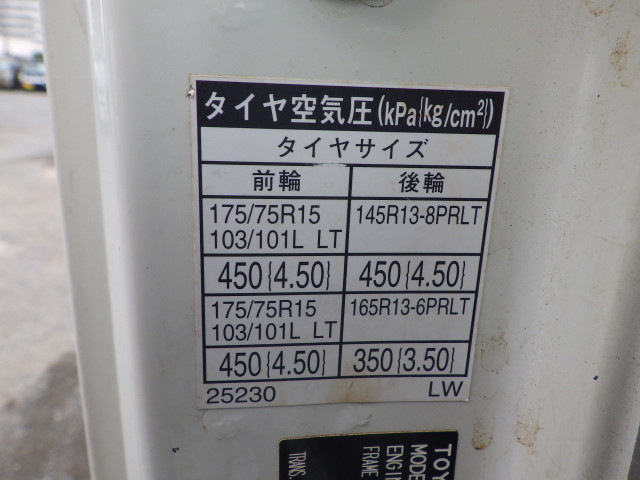 タイヤ空気圧(kPa{kg/cm²})
タイヤサイズ
前輪 後輪
175/75R15 145R13-8PRLT
103/101L LT
450{4.50} 450{4.50}
175/75R15 165R13-6PRLT
103/101L LT
450{4.50} 350{3.50}
25230 LW
TOY
MODE
ENGIN
FRAME
TRANS.